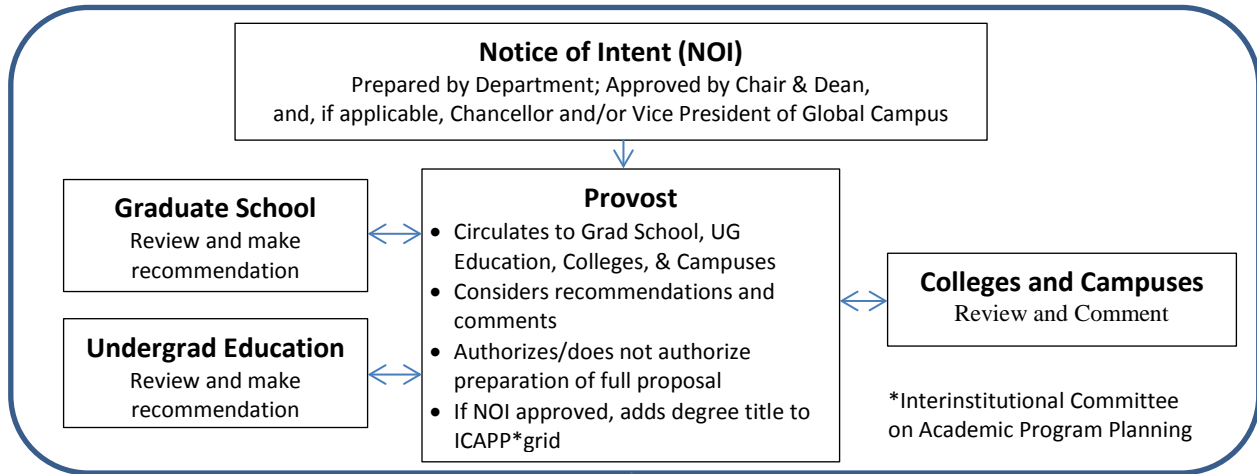 Notice of Intent (NOI)
Prepared by Department; Approved by Chair & Dean,
and, if applicable, Chancellor and/or Vice President of Global Campus
Graduate School
Review and make
recommendation
Undergrad Education
Review and make
recommendation
Provost
• Circulates to Grad School, UG
Education, Colleges, & Campuses
• Considers recommendations and
comments
• Authorizes/does not authorize
preparation of full proposal
• If NOI approved, adds degree title to
ICAPP*grid
Colleges and Campuses
Review and Comment
*Interinstitutional Committee
on Academic Program Planning